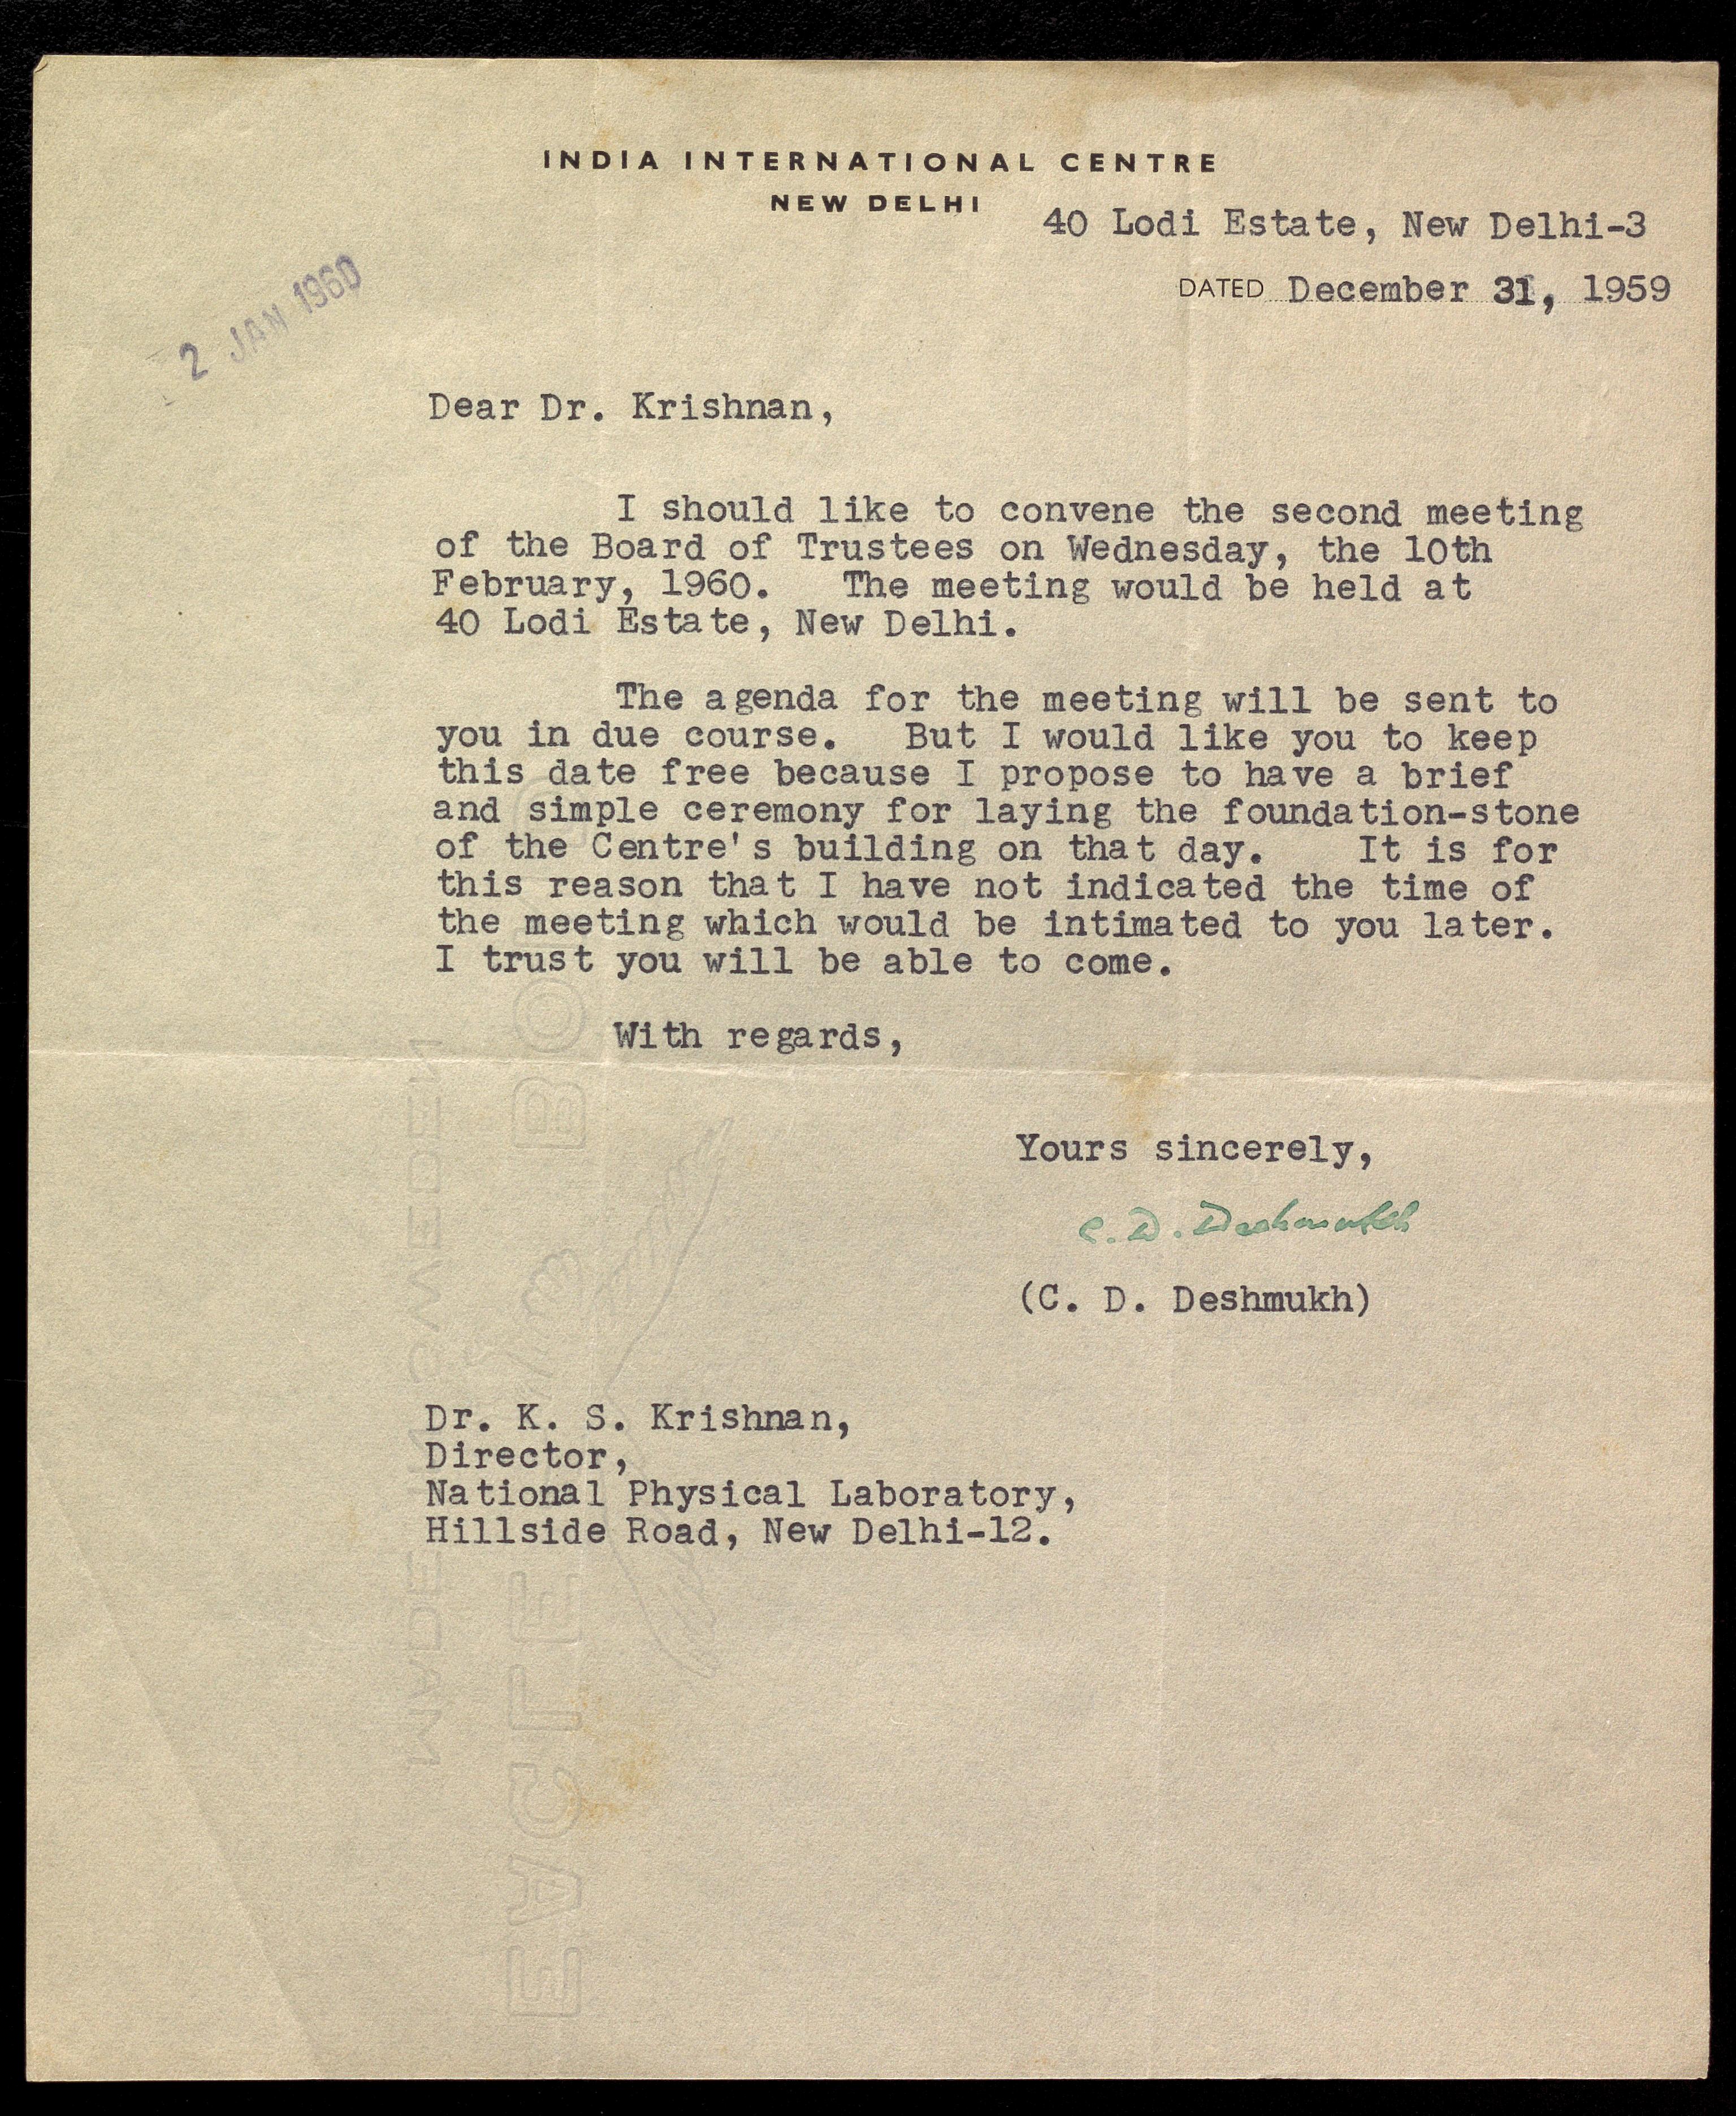 INDIA INTERNATIONAL CENTRE
NEW DELHI
40 Lodi Estate, New Delhi-3
DATED December 31, 1959
2 JAN 1960
Dear Dr. Krishnan,
I should like to convene the second meeting
of the Board of Trustees on Wednesday, the 10th
February, 1960. The meeting would be held at
40 Lodi Estate, New Delhi.
The agenda for the meeting will be sent to
you in due course. But I would like you to keep
this date free because I propose to have a brief
and simple ceremony for laying the foundation-stone
of the Centre's building on that day. It is for
this reason that I have not indicated the time of
the meeting which would be intimated to you later.
I trust you will be able to come.
With regards,
Yours sincerely,
C. D. Deshmukh
(C. D. Deshmukh)
Dr. K. S. Krishnan,
Director,
National Physical Laboratory,
Hillside Road, New Delhi-12.